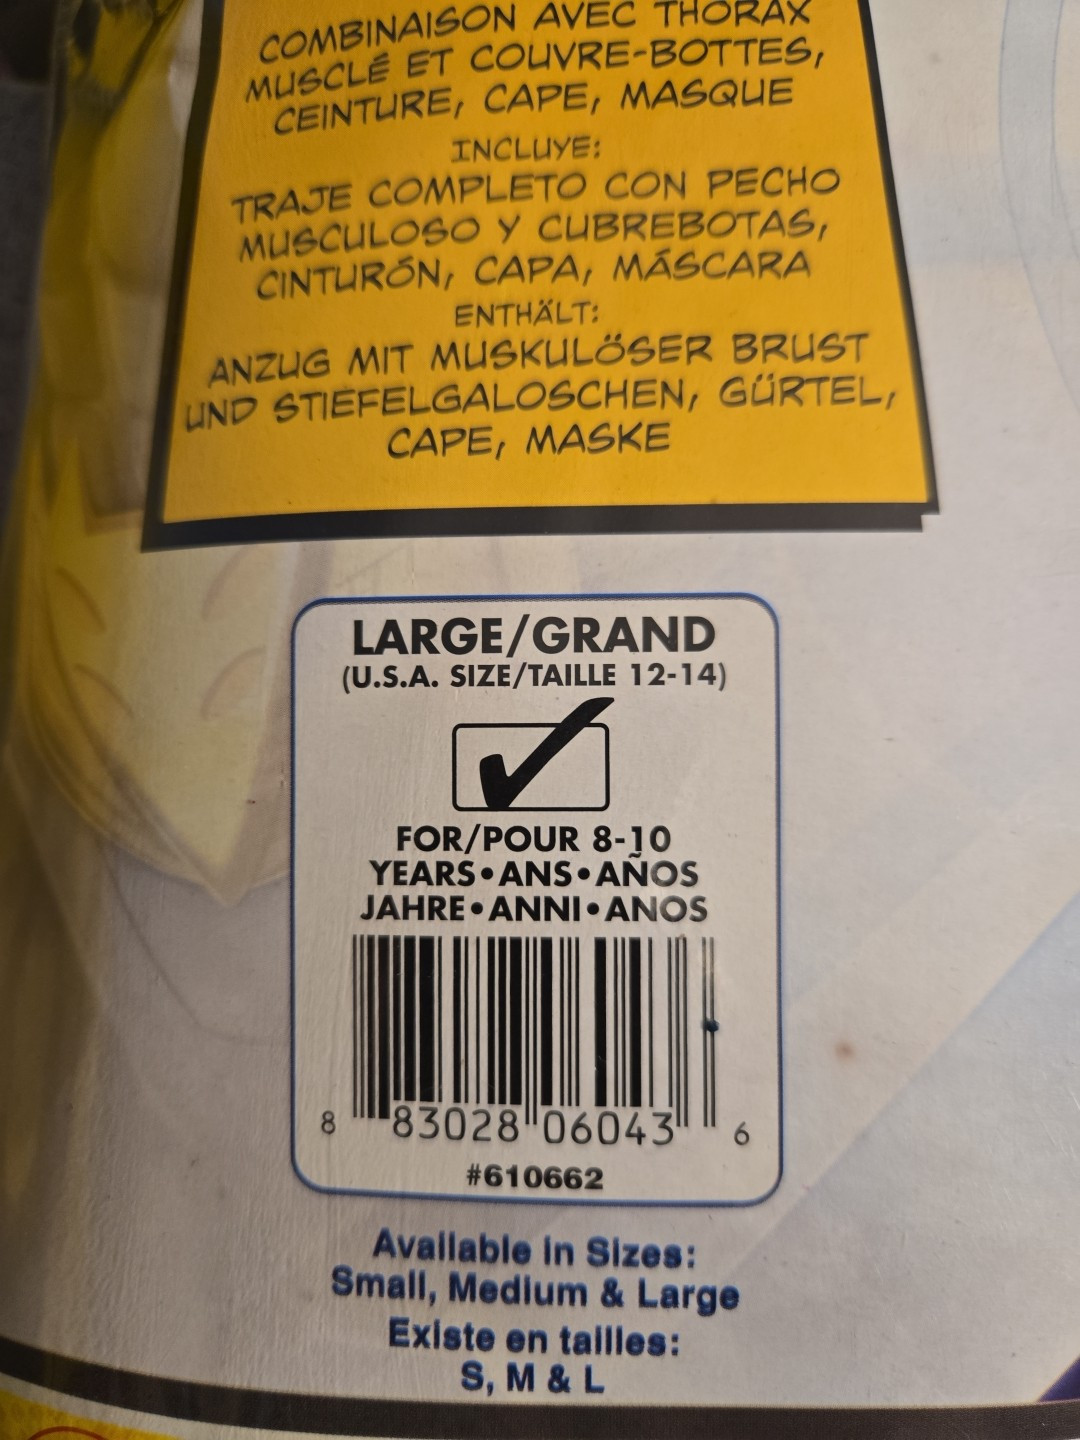 COMBINAISON AVEC THORAX
MUSCLÉ ET COUVRE-BOTTES,
CEINTURE, CAPE, MASQUE
INCLUYE:
TRAJE COMPLETO CON PECHO
MUSCULOSO Y CUBREBOTAS,
CINTURÓN, CAPA, MÁSCARA
ENTHÄLT:
ANZUG MIT MUSKULÖSER BRUST
UND STIEFELGALOSCHEN, GÜRTEL,
CAPE, MASKE
LARGE/GRAND
(U.S.A. SIZE/TAILLE 12-14)
FOR/POUR 8-10
YEARS•ANS•AÑOS
JAHRE•ANNI•ANOS
8 83028 06043 6
#610662
Available in Sizes:
Small, Medium & Large
Existe en tailles:
S, M & L